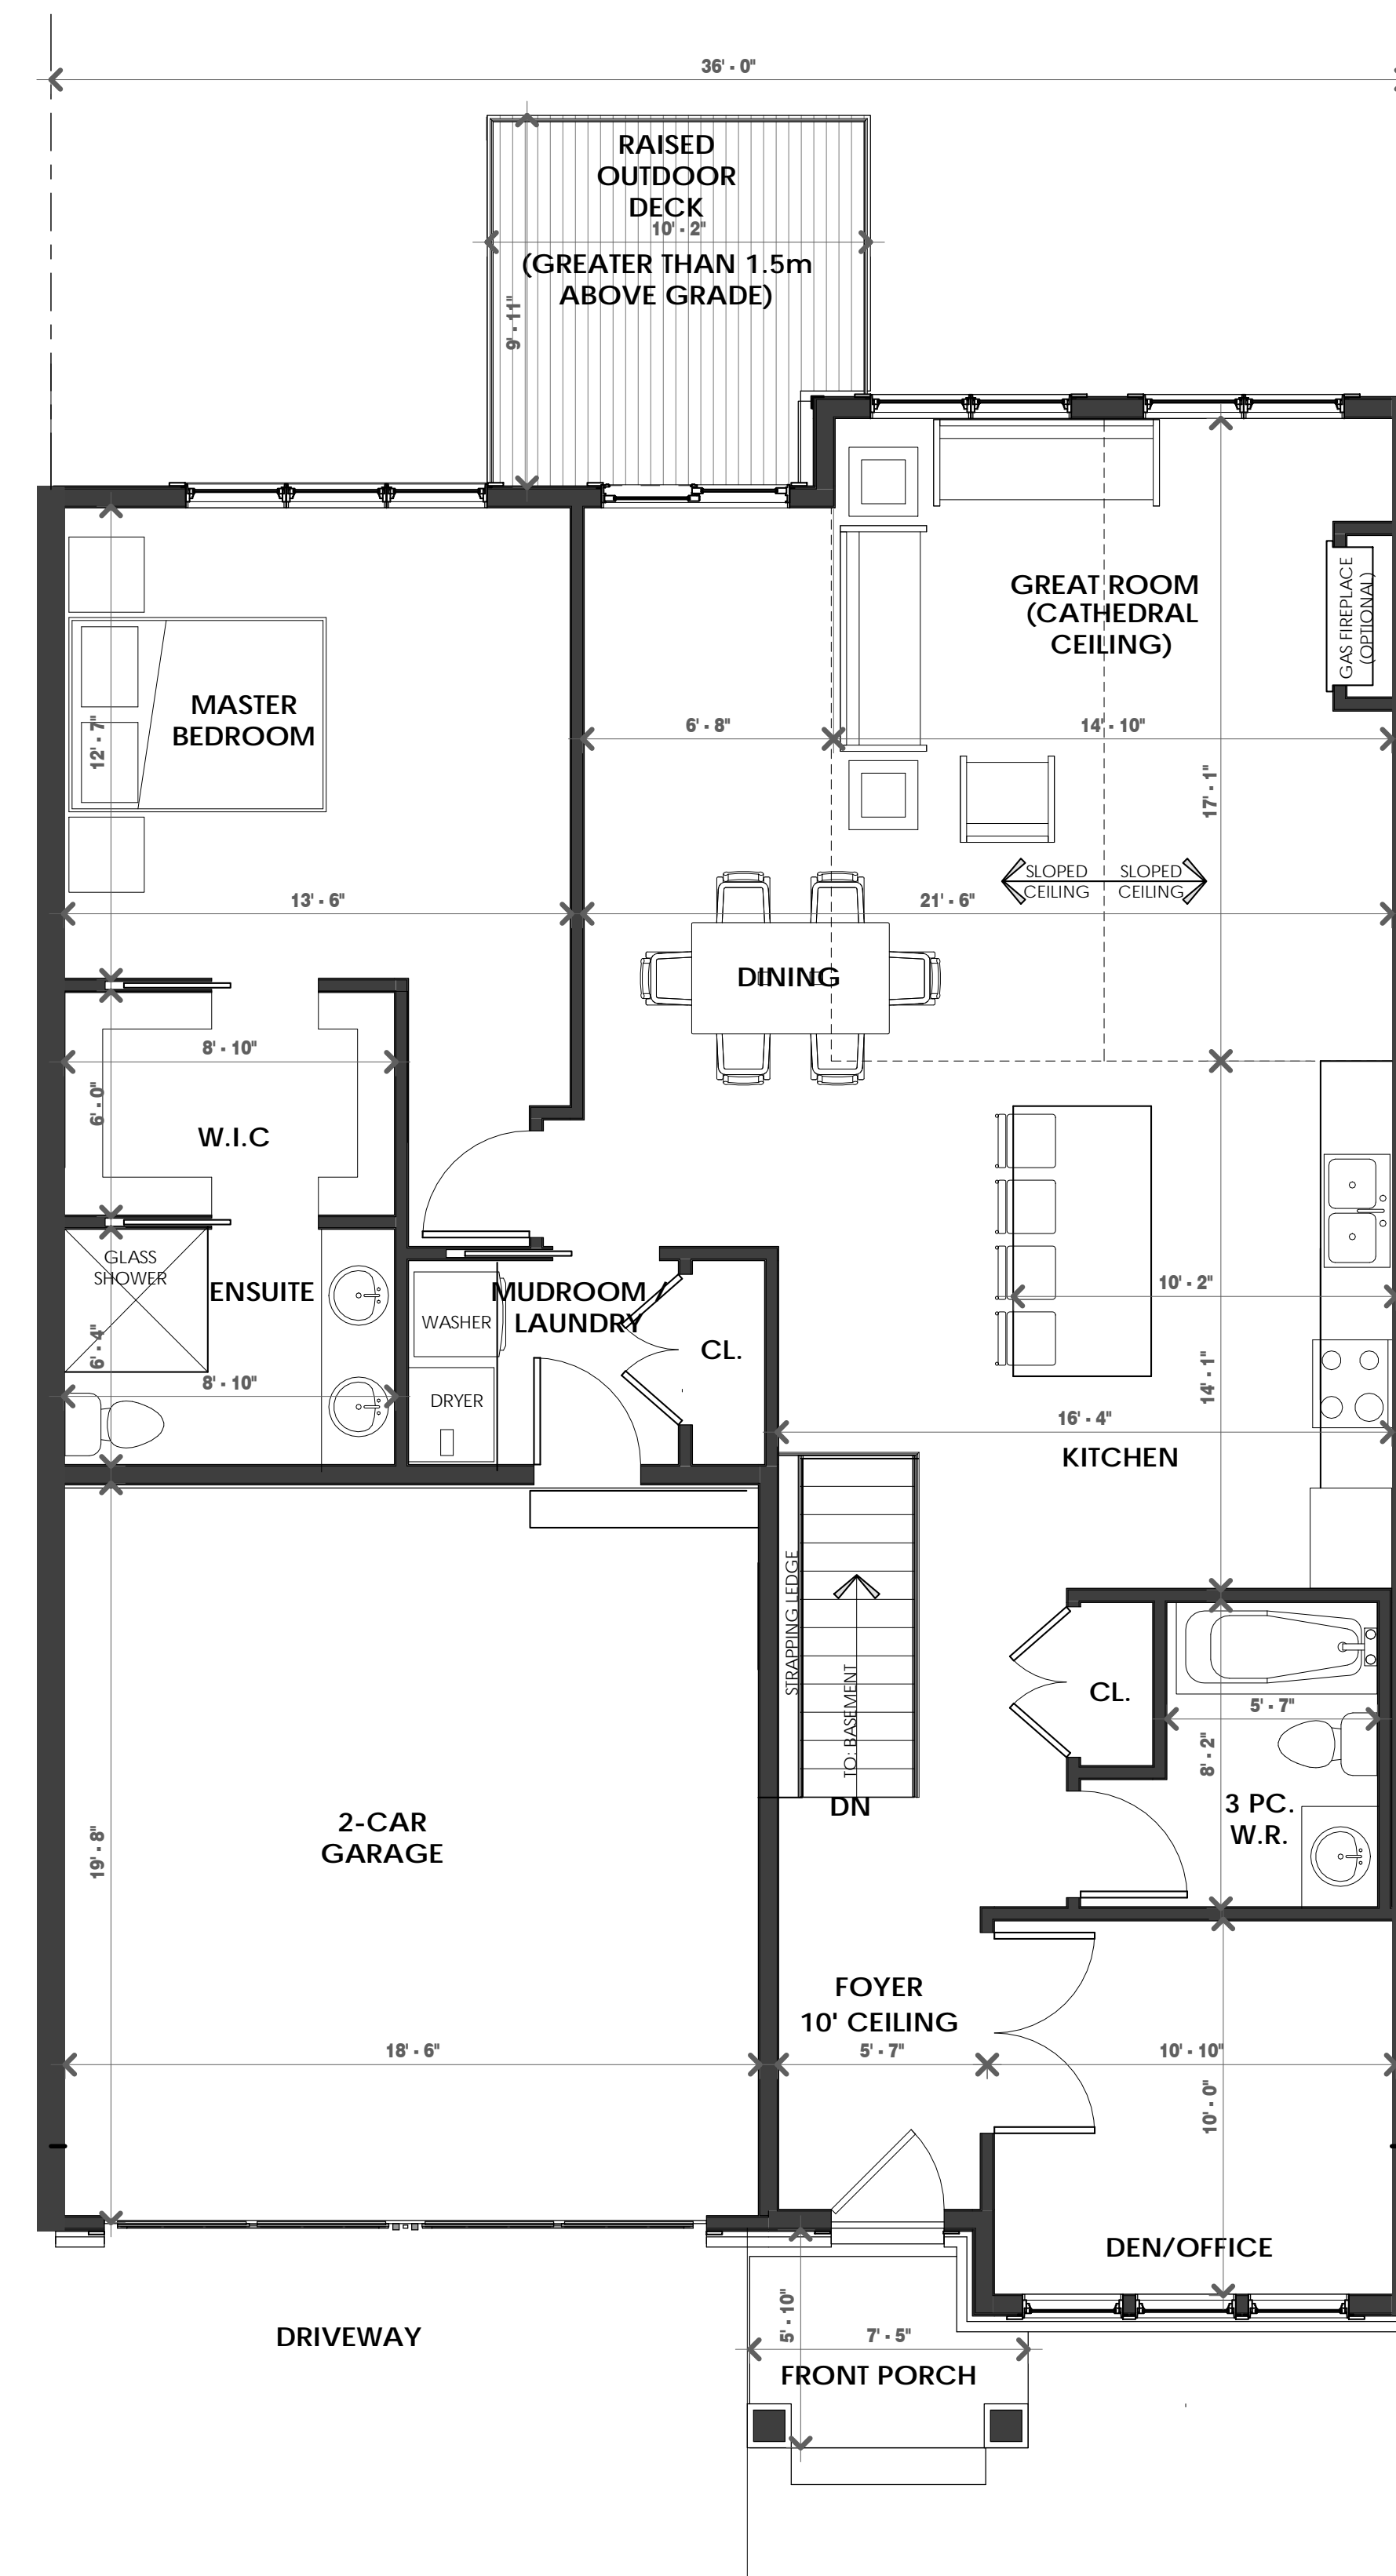 36' - 0"
RAISED
OUTDOOR
DECK
10' - 2"
(GREATER THAN 1.5m
ABOVE GRADE)
9' - 11"
GREAT ROOM
(CATHEDRAL
CEILING)
GAS FIREPLACE
(OPTIONAL)
MASTER
BEDROOM
12' - 7"
6' - 8"
14' - 10"
17' - 1"
SLOPED
CEILING
SLOPED
CEILING
13' - 6"
21' - 6"
DINING
8' - 10"
6' - 0"
W.I.C
GLASS
SHOWER
ENSUITE
6' - 4"
8' - 10"
MUDROOM /
LAUNDRY
WASHER
DRYER
CL.
10' - 2"
14' - 1"
16' - 4"
KITCHEN
STRAPPING LEDGE
TO: BASEMENT
DN
CL.
5' - 7"
8' - 2"
3 PC.
W.R.
2-CAR
GARAGE
19' - 8"
FOYER
10' CEILING
18' - 6"
5' - 7"
10' - 10"
10' - 0"
DEN/OFFICE
DRIVEWAY
5' - 10"
7' - 5"
FRONT PORCH